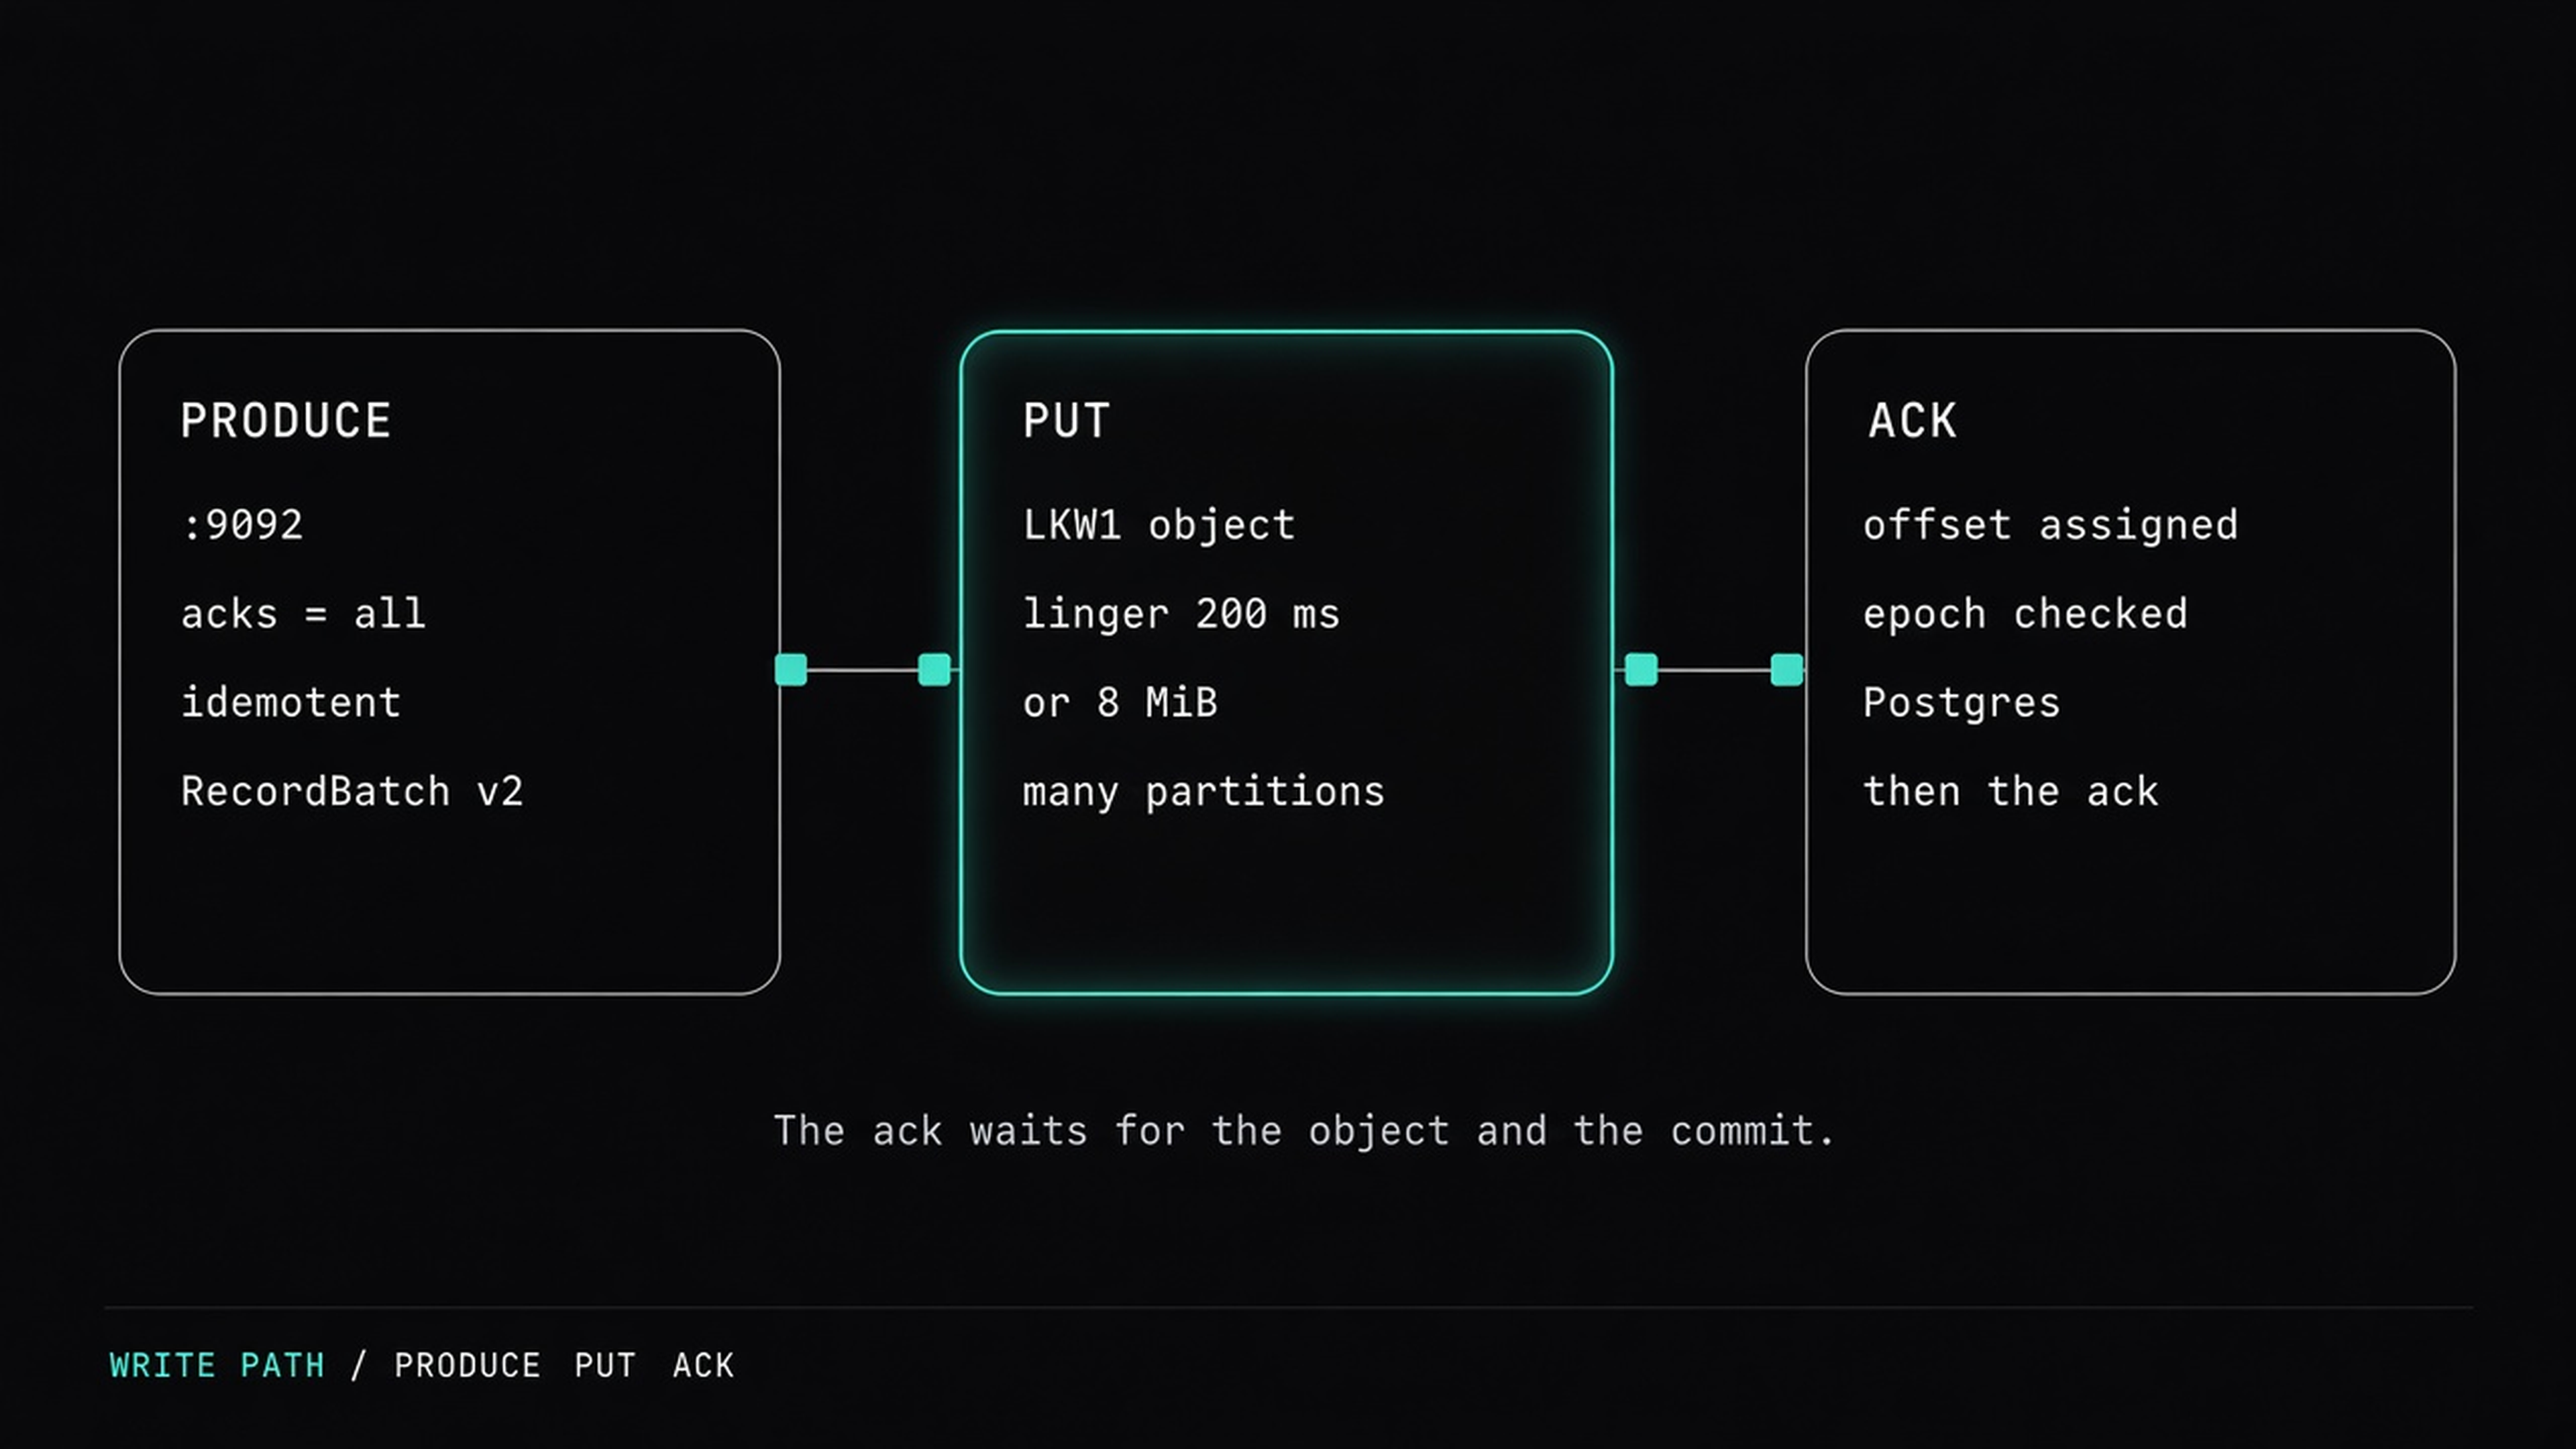 PRODUCE
:9092
acks = all
idemotent
RecordBatch v2
PUT
LKW1 object
linger 200 ms
or 8 MiB
many partitions
ACK
offset assigned
epoch checked
Postgres
then the ack
The ack waits for the object and the commit.
WRITE PATH / PRODUCE PUT ACK